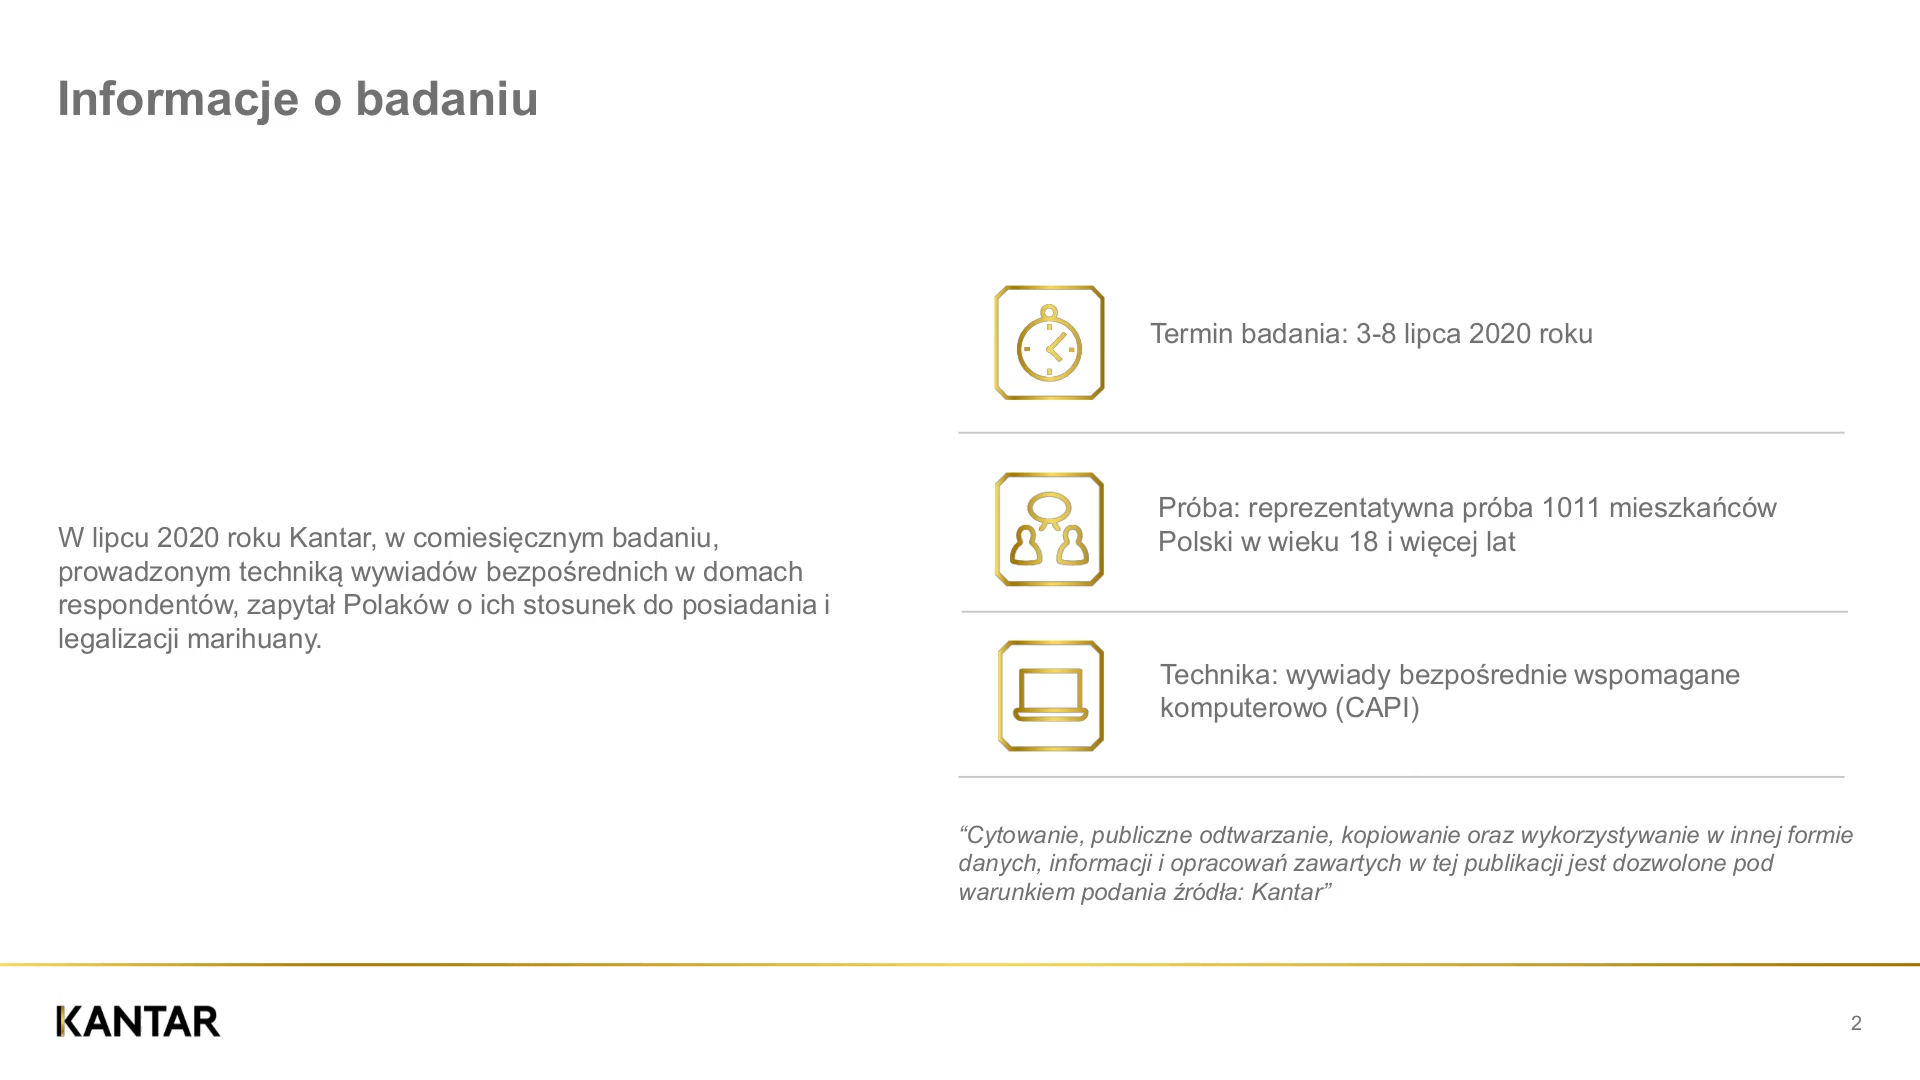 Informacje o badaniu
W lipcu 2020 roku Kantar, w comiesięcznym badaniu,
prowadzonym techniką wywiadów bezpośrednich w domach
respondentów, zapytał Polaków o ich stosunek do posiadania i
legalizacji marihuany.
Termin badania: 3-8 lipca 2020 roku
Próba: reprezentatywna próba 1011 mieszkańców
Polski w wieku 18 i więcej lat
Technika: wywiady bezpośrednie wspomagane
komputerowo (CAPI)
“Cytowanie, publiczne odtwarzanie, kopiowanie oraz wykorzystywanie w innej formie
danych, informacji i opracowań zawartych w tej publikacji jest dozwolone pod
warunkiem podania źródła: Kantar”
KANTAR
2